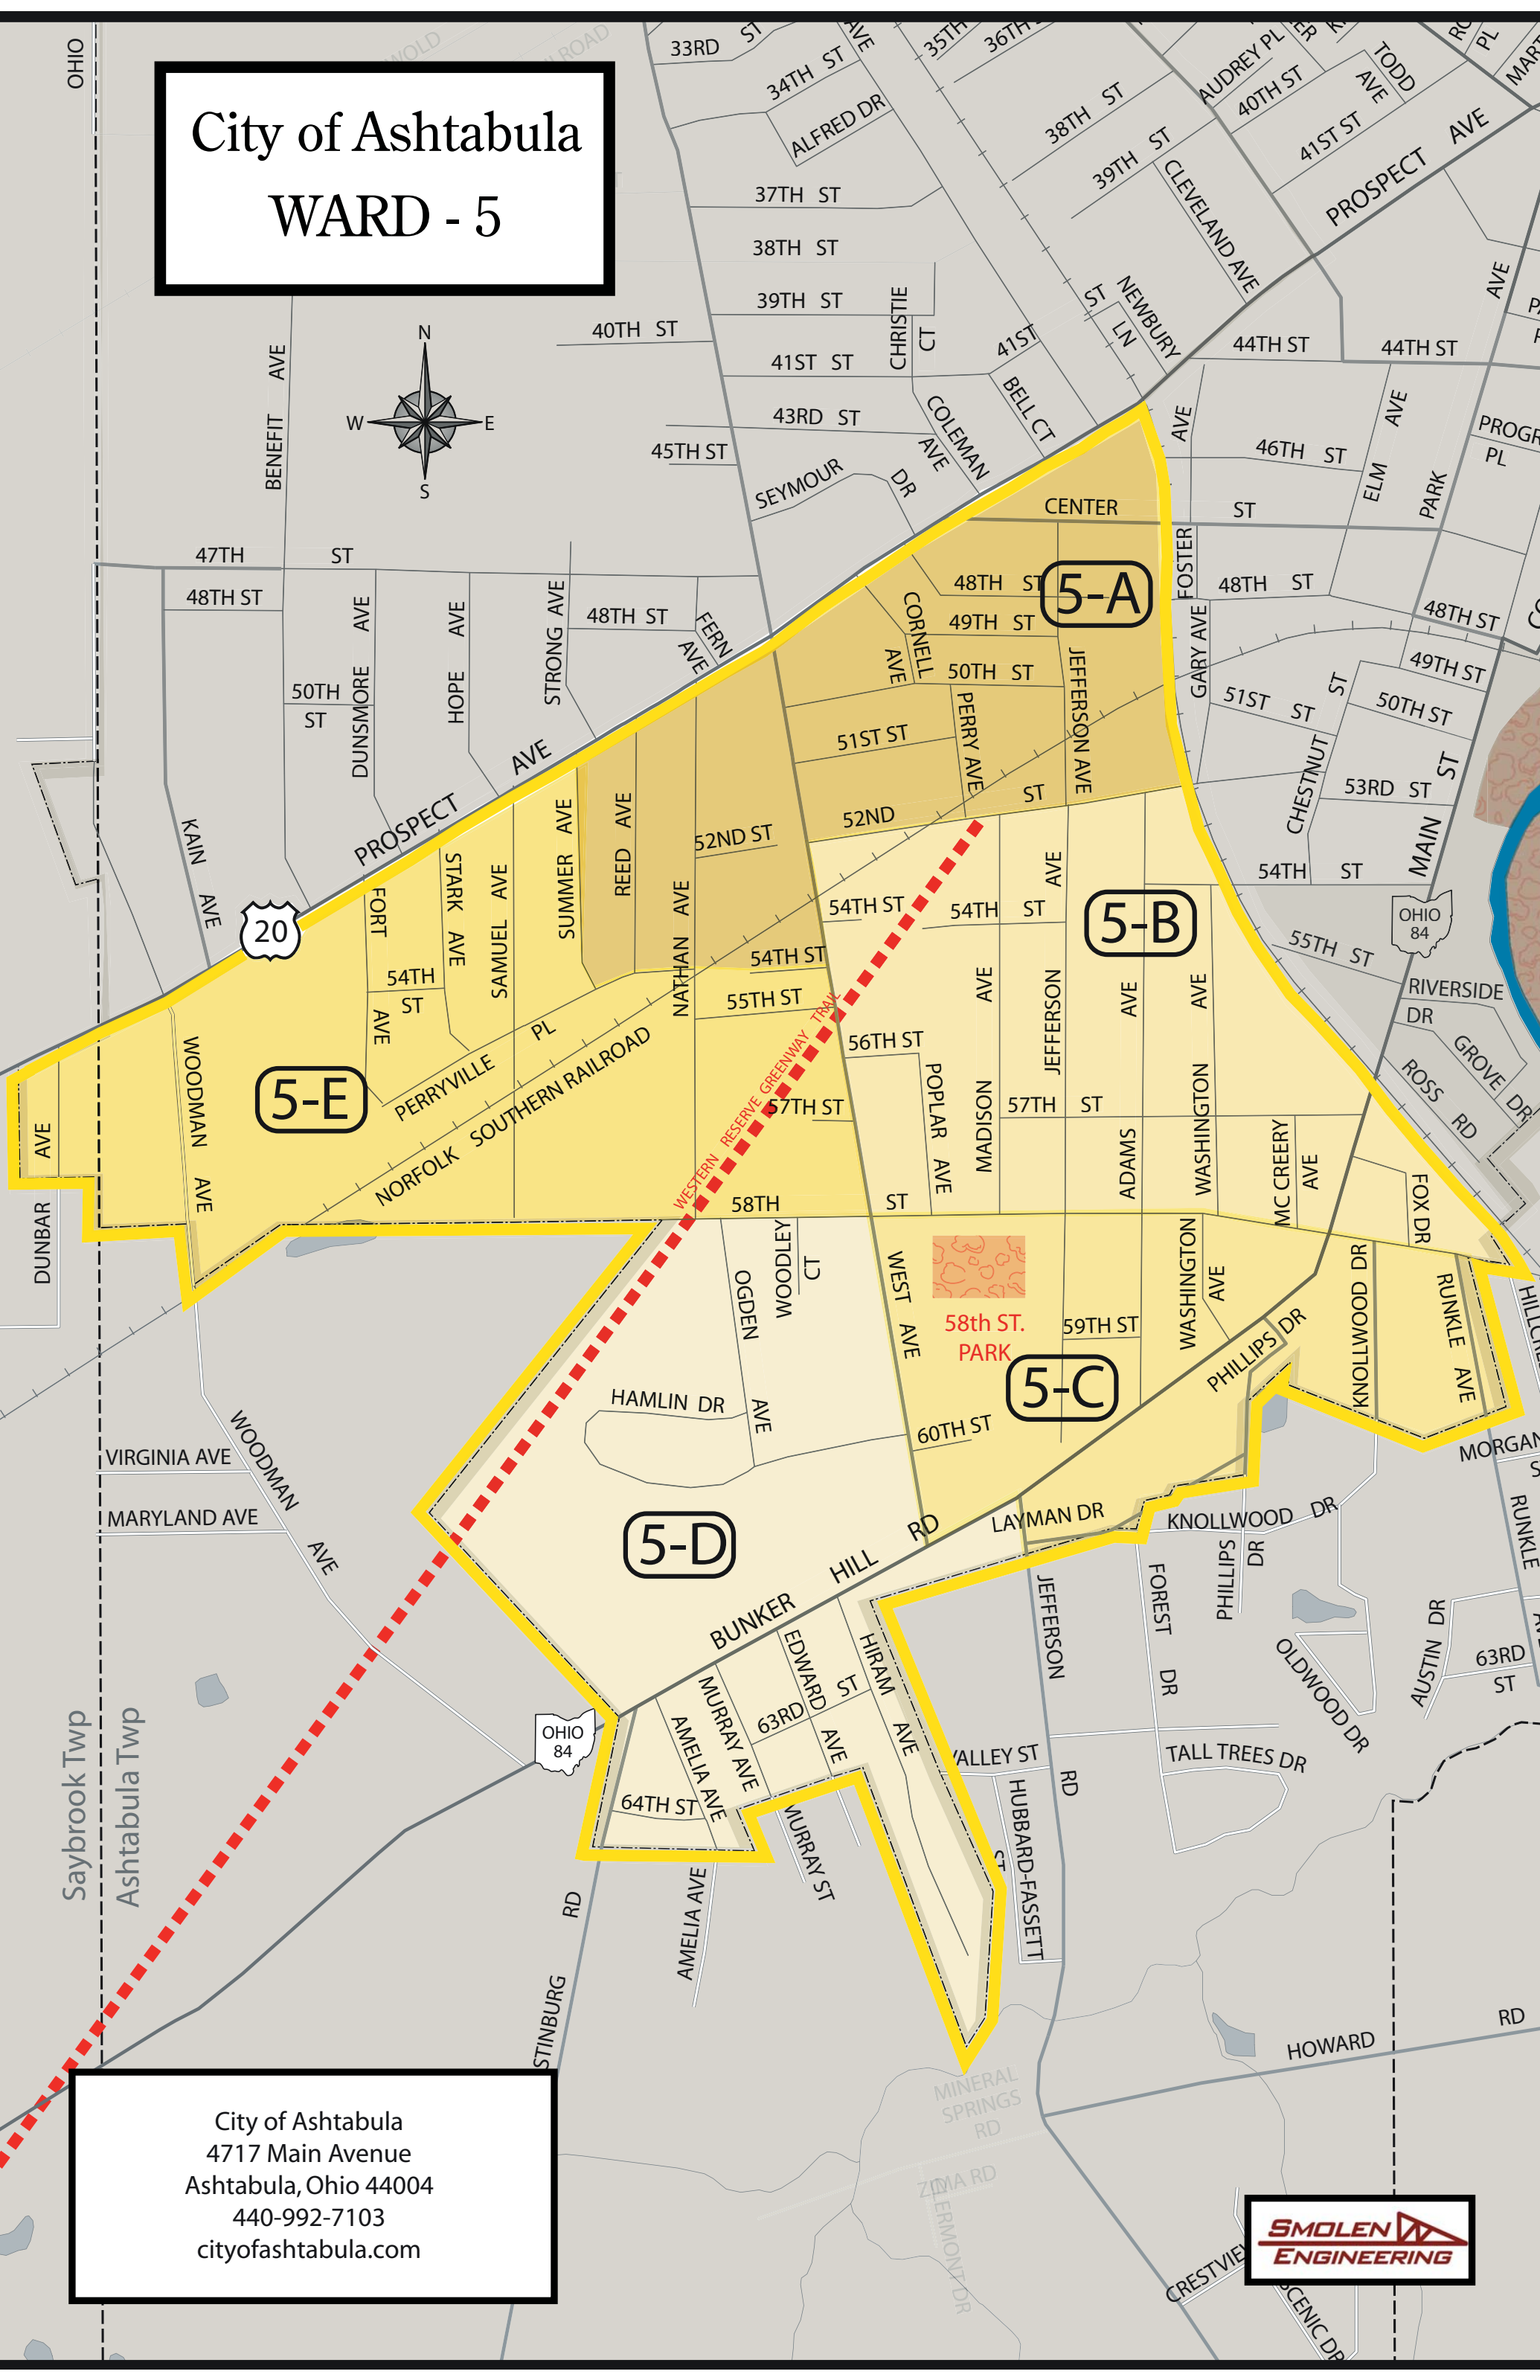 City of Ashtabula
WARD - 5
OHIO
33RD ST
34TH ST
ALFRED DR
AVE
35TH
36TH
38TH ST
39TH ST
AUDREY PL
40TH ST
TODD AVE
41ST ST
PROSPECT AVE
CLEVELAND AVE
37TH ST
38TH ST
39TH ST
CHRISTIE CT
40TH ST
41ST ST
41ST ST
NEWBURY LN
BELL CT
COLEMAN AVE
43RD ST
45TH ST
SEYMOUR DR
44TH ST
44TH ST
AVE
46TH ST
ELM AVE
PARK AVE
PL
BENEFIT AVE
N
W
E
S
CENTER ST
47TH ST
48TH ST
48TH ST
STRONG AVE
FERN AVE
DUNSMORE AVE
HOPE AVE
50TH ST
5-A
48TH ST
49TH ST
CORNELL AVE
50TH ST
PERRY AVE
JEFFERSON AVE
51ST ST
52ND ST
FOSTER
GARY AVE
48TH ST
48TH ST
49TH ST
50TH ST
51ST ST
CHESTNUT ST
53RD ST
MAIN ST
54TH ST
OHIO
84
55TH ST
RIVERSIDE DR
GROVE DR
ROSS RD
PROSPECT AVE
KAIN AVE
20
FORT AVE
STARK AVE
SAMUEL AVE
SUMMER AVE
REED AVE
NATHAN AVE
52ND ST
54TH ST
54TH ST
55TH ST
57TH ST
PERRYVILLE PL
NORFOLK SOUTHERN RAILROAD
WESTERN RESERVE GREENWAY TRAIL
5-E
WOODMAN AVE
DUNBAR AVE
5-B
54TH ST
54TH ST
AVE
56TH ST
POPLAR AVE
MADISON AVE
JEFFERSON
ADAMS AVE
WASHINGTON AVE
57TH ST
MC CREERY AVE
FOX DR
58TH ST
WOODLEY CT
OGDEN AVE
HAMLIN DR
WEST AVE
58th ST.
PARK
59TH ST
5-C
60TH ST
WASHINGTON AVE
PHILLIPS DR
KNOLLWOOD DR
RUNKLE AVE
5-D
BUNKER HILL RD
LAYMAN DR
KNOLLWOOD DR
PHILLIPS DR
FOREST DR
JEFFERSON RD
OLDWOOD DR
AUSTIN DR
63RD ST
RUNKLE
TALL TREES DR
VIRGINIA AVE
MARYLAND AVE
WOODMAN AVE
OHIO
84
AMELIA AVE
MURRAY AVE
EDWARD AVE
63RD ST
HIRAM AVE
64TH ST
MURRAY ST
AMELIA AVE
RD
HUBBARD-FASSETT ST
Saybrook Twp
Ashtabula Twp
MINERAL
SPRINGS
RD
ZIMA RD
HOWARD RD
SCENIC DR
City of Ashtabula
4717 Main Avenue
Ashtabula, Ohio 44004
440-992-7103
cityofashtabula.com
SMOLEN
ENGINEERING